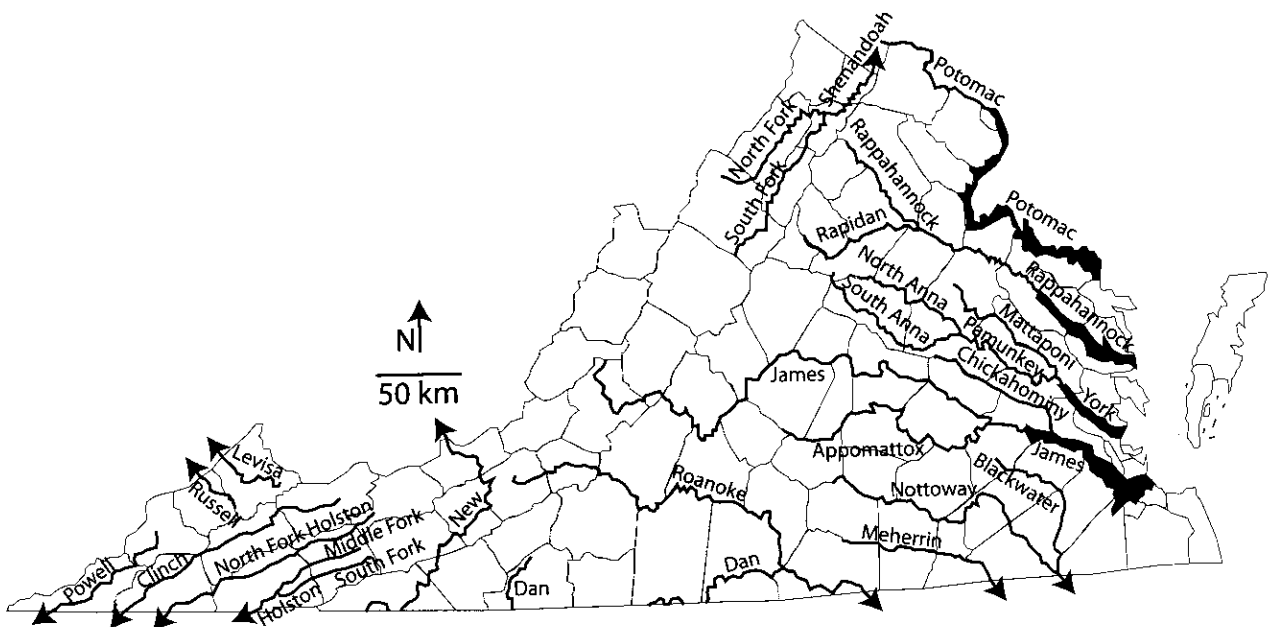 Shenandoah
Potomac
North Fork
Rappahannock
South Fork
Potomac
Rapidan
North Anna
Rappahannock
South Anna
Mattaponi
N
Pamunkey
50 km
James
Chickahominy
York
Levisa
Appomattox
James
Russell
Roanoke
Blackwater
New
Nottoway
North Fork Holston
Middle Fork
Meherrin
Powell
Clinch
South Fork
Holston
Dan
Dan